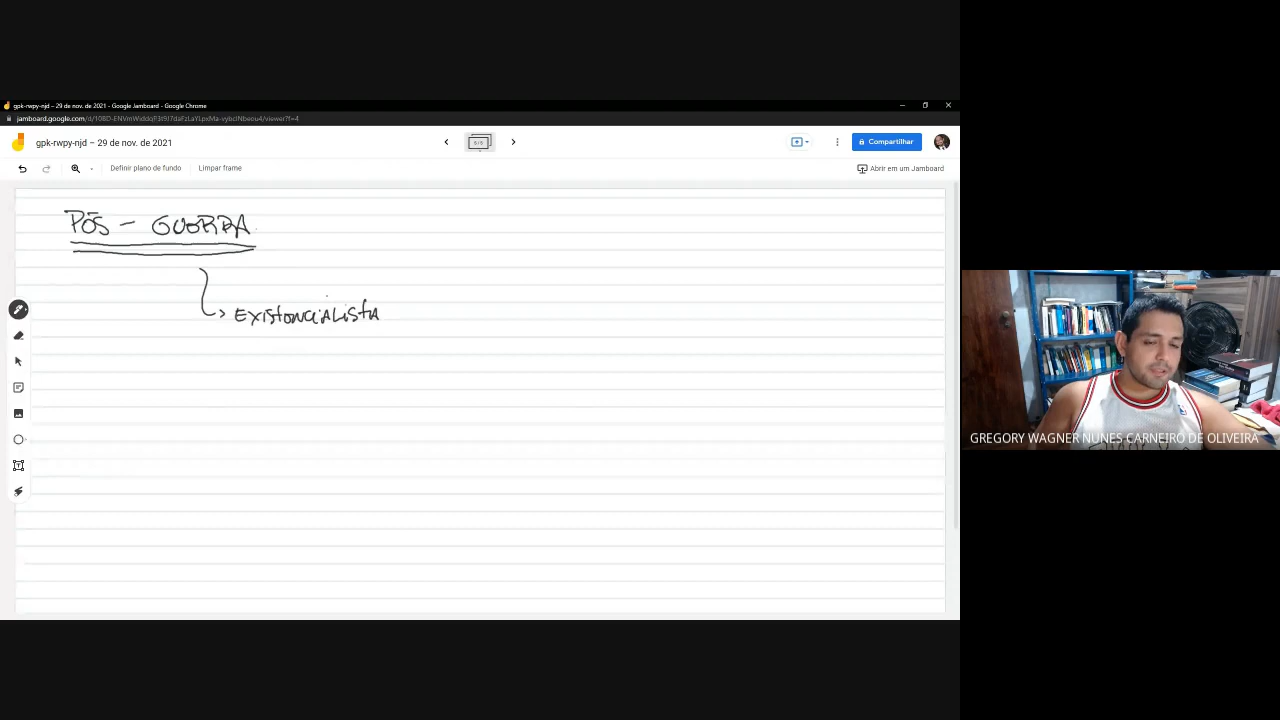 gpk-rwpy-njd – 29 de nov. de 2021 - Google Jamboard - Google Chrome
gpk-rwpy-njd – 29 de nov. de 2021
5/5
Compartilhar
Definir plano de fundo
Limpar frame
Abrir em um Jamboard
PÓS - GUERRA
EXISTENCIALISTA
GREGORY WAGNER NUNES CARNEIRO DE OLIVEIRA